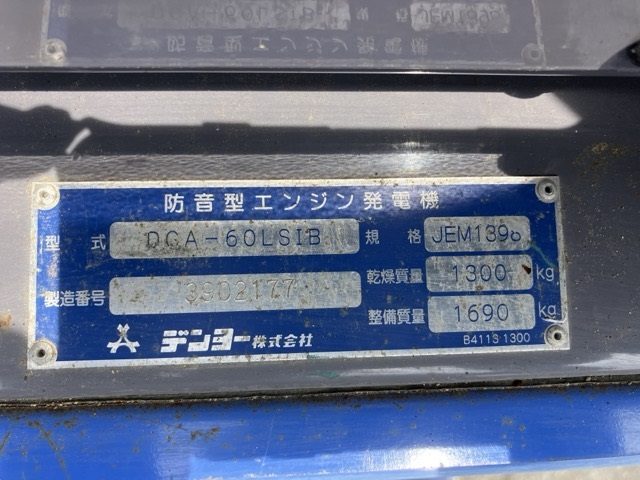 防音型エンジン発電機
型式 DCA-60LSIB 規格 JEM1398
乾燥質量 1300 kg
製造番号
整備質量 1690 kg
デンヨー株式会社
B4113 1300